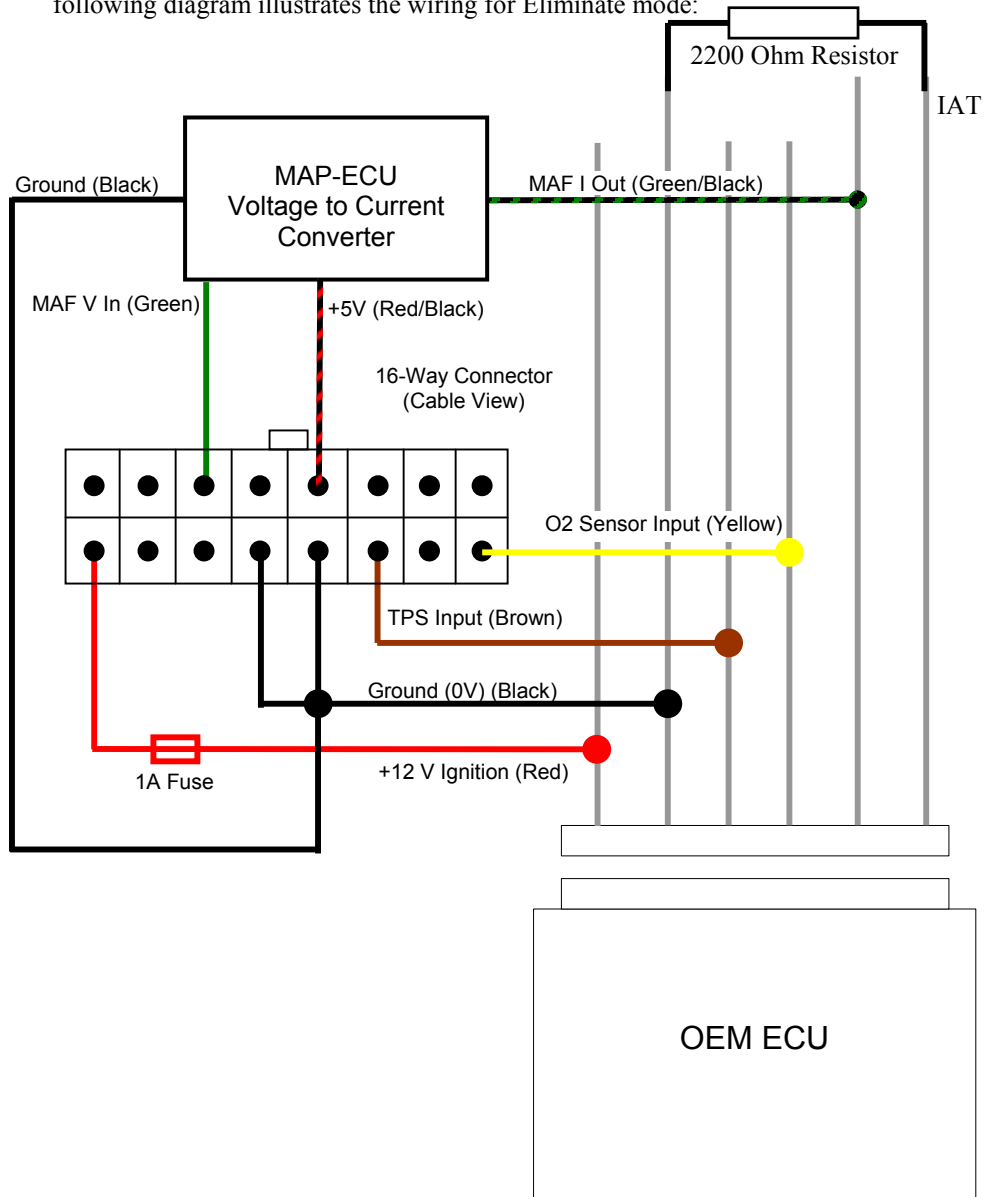 following diagram illustrates the wiring for Eliminate mode:
2200 Ohm Resistor
IAT
MAP-ECU
Voltage to Current
Converter
Ground (Black)
MAF I Out (Green/Black)
MAF V In (Green)
+5V (Red/Black)
16-Way Connector
(Cable View)
O2 Sensor Input (Yellow)
TPS Input (Brown)
Ground (0V) (Black)
+12 V Ignition (Red)
1A Fuse
OEM ECU